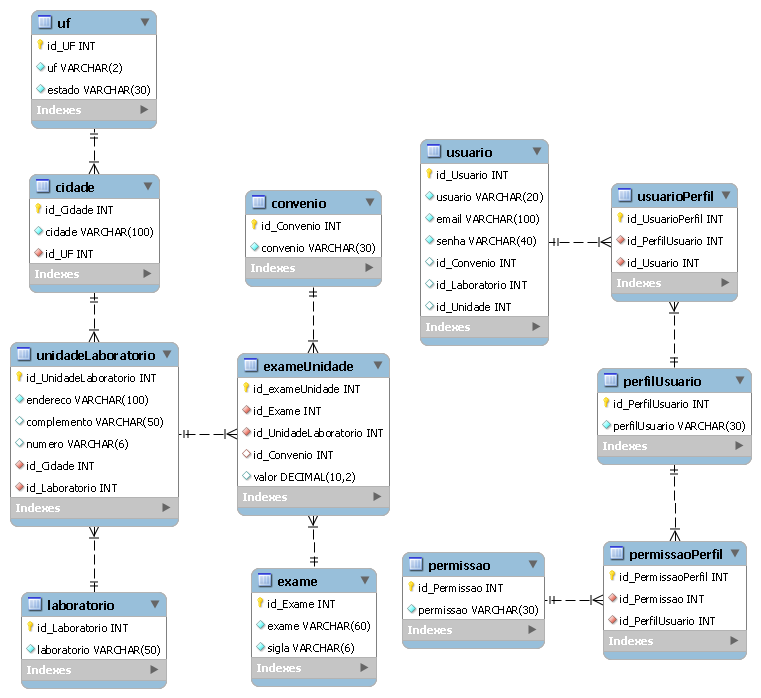 uf
id_UF INT
uf VARCHAR(2)
estado VARCHAR(30)
Indexes
cidade
id_Cidade INT
cidade VARCHAR(100)
id_UF INT
Indexes
unidadeLaboratorio
id_UnidadeLaboratorio INT
endereco VARCHAR(100)
complemento VARCHAR(50)
numero VARCHAR(6)
id_Cidade INT
id_Laboratorio INT
Indexes
laboratorio
id_Laboratorio INT
laboratorio VARCHAR(50)
Indexes
convenio
id_Convenio INT
convenio VARCHAR(30)
Indexes
exameUnidade
id_exameUnidade INT
id_Exame INT
id_UnidadeLaboratorio INT
id_Convenio INT
valor DECIMAL(10,2)
Indexes
exame
id_Exame INT
exame VARCHAR(60)
sigla VARCHAR(6)
Indexes
usuario
id_Usuario INT
usuario VARCHAR(20)
email VARCHAR(100)
senha VARCHAR(40)
id_Convenio INT
id_Laboratorio INT
id_Unidade INT
Indexes
usuarioPerfil
id_UsuarioPerfil INT
id_PerfilUsuario INT
id_Usuario INT
Indexes
perfilUsuario
id_PerfilUsuario INT
perfilUsuario VARCHAR(30)
Indexes
permissao
id_Permissao INT
permissao VARCHAR(30)
Indexes
permissaoPerfil
id_PermissaoPerfil INT
id_Permissao INT
id_PerfilUsuario INT
Indexes